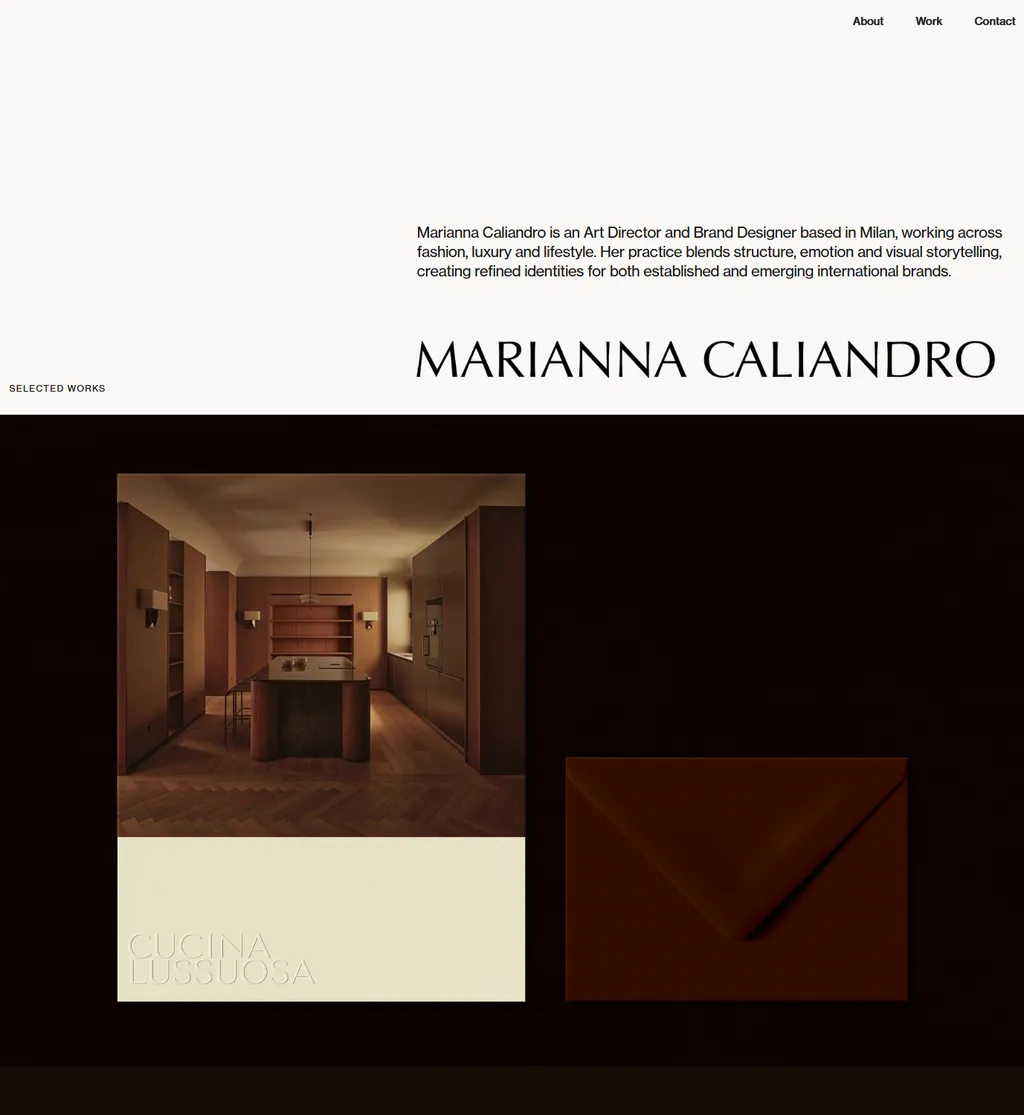 About
Work
Contact
Marianna Caliandro is an Art Director and Brand Designer based in Milan, working across
fashion, luxury and lifestyle. Her practice blends structure, emotion and visual storytelling,
creating refined identities for both established and emerging international brands.
MARIANNA CALIANDRO
SELECTED WORKS
CUCINA
LUSSUOSA